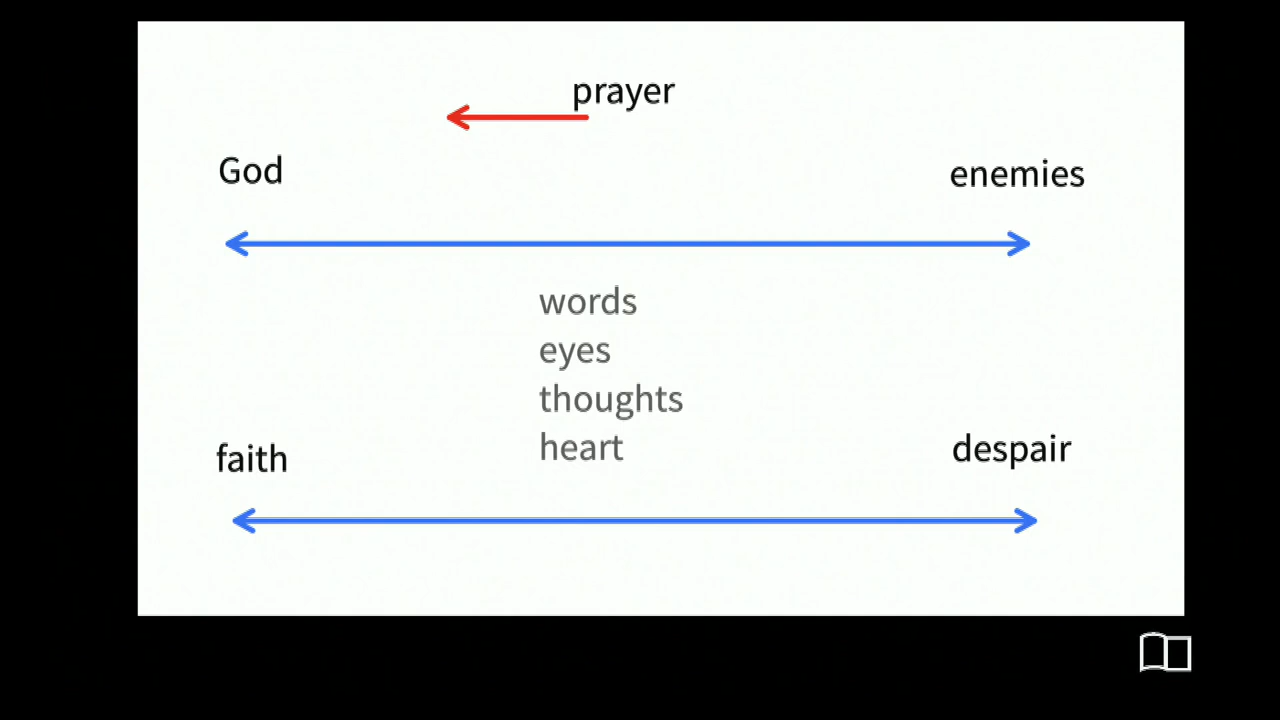 prayer
God
enemies
words
eyes
thoughts
heart
faith
despair